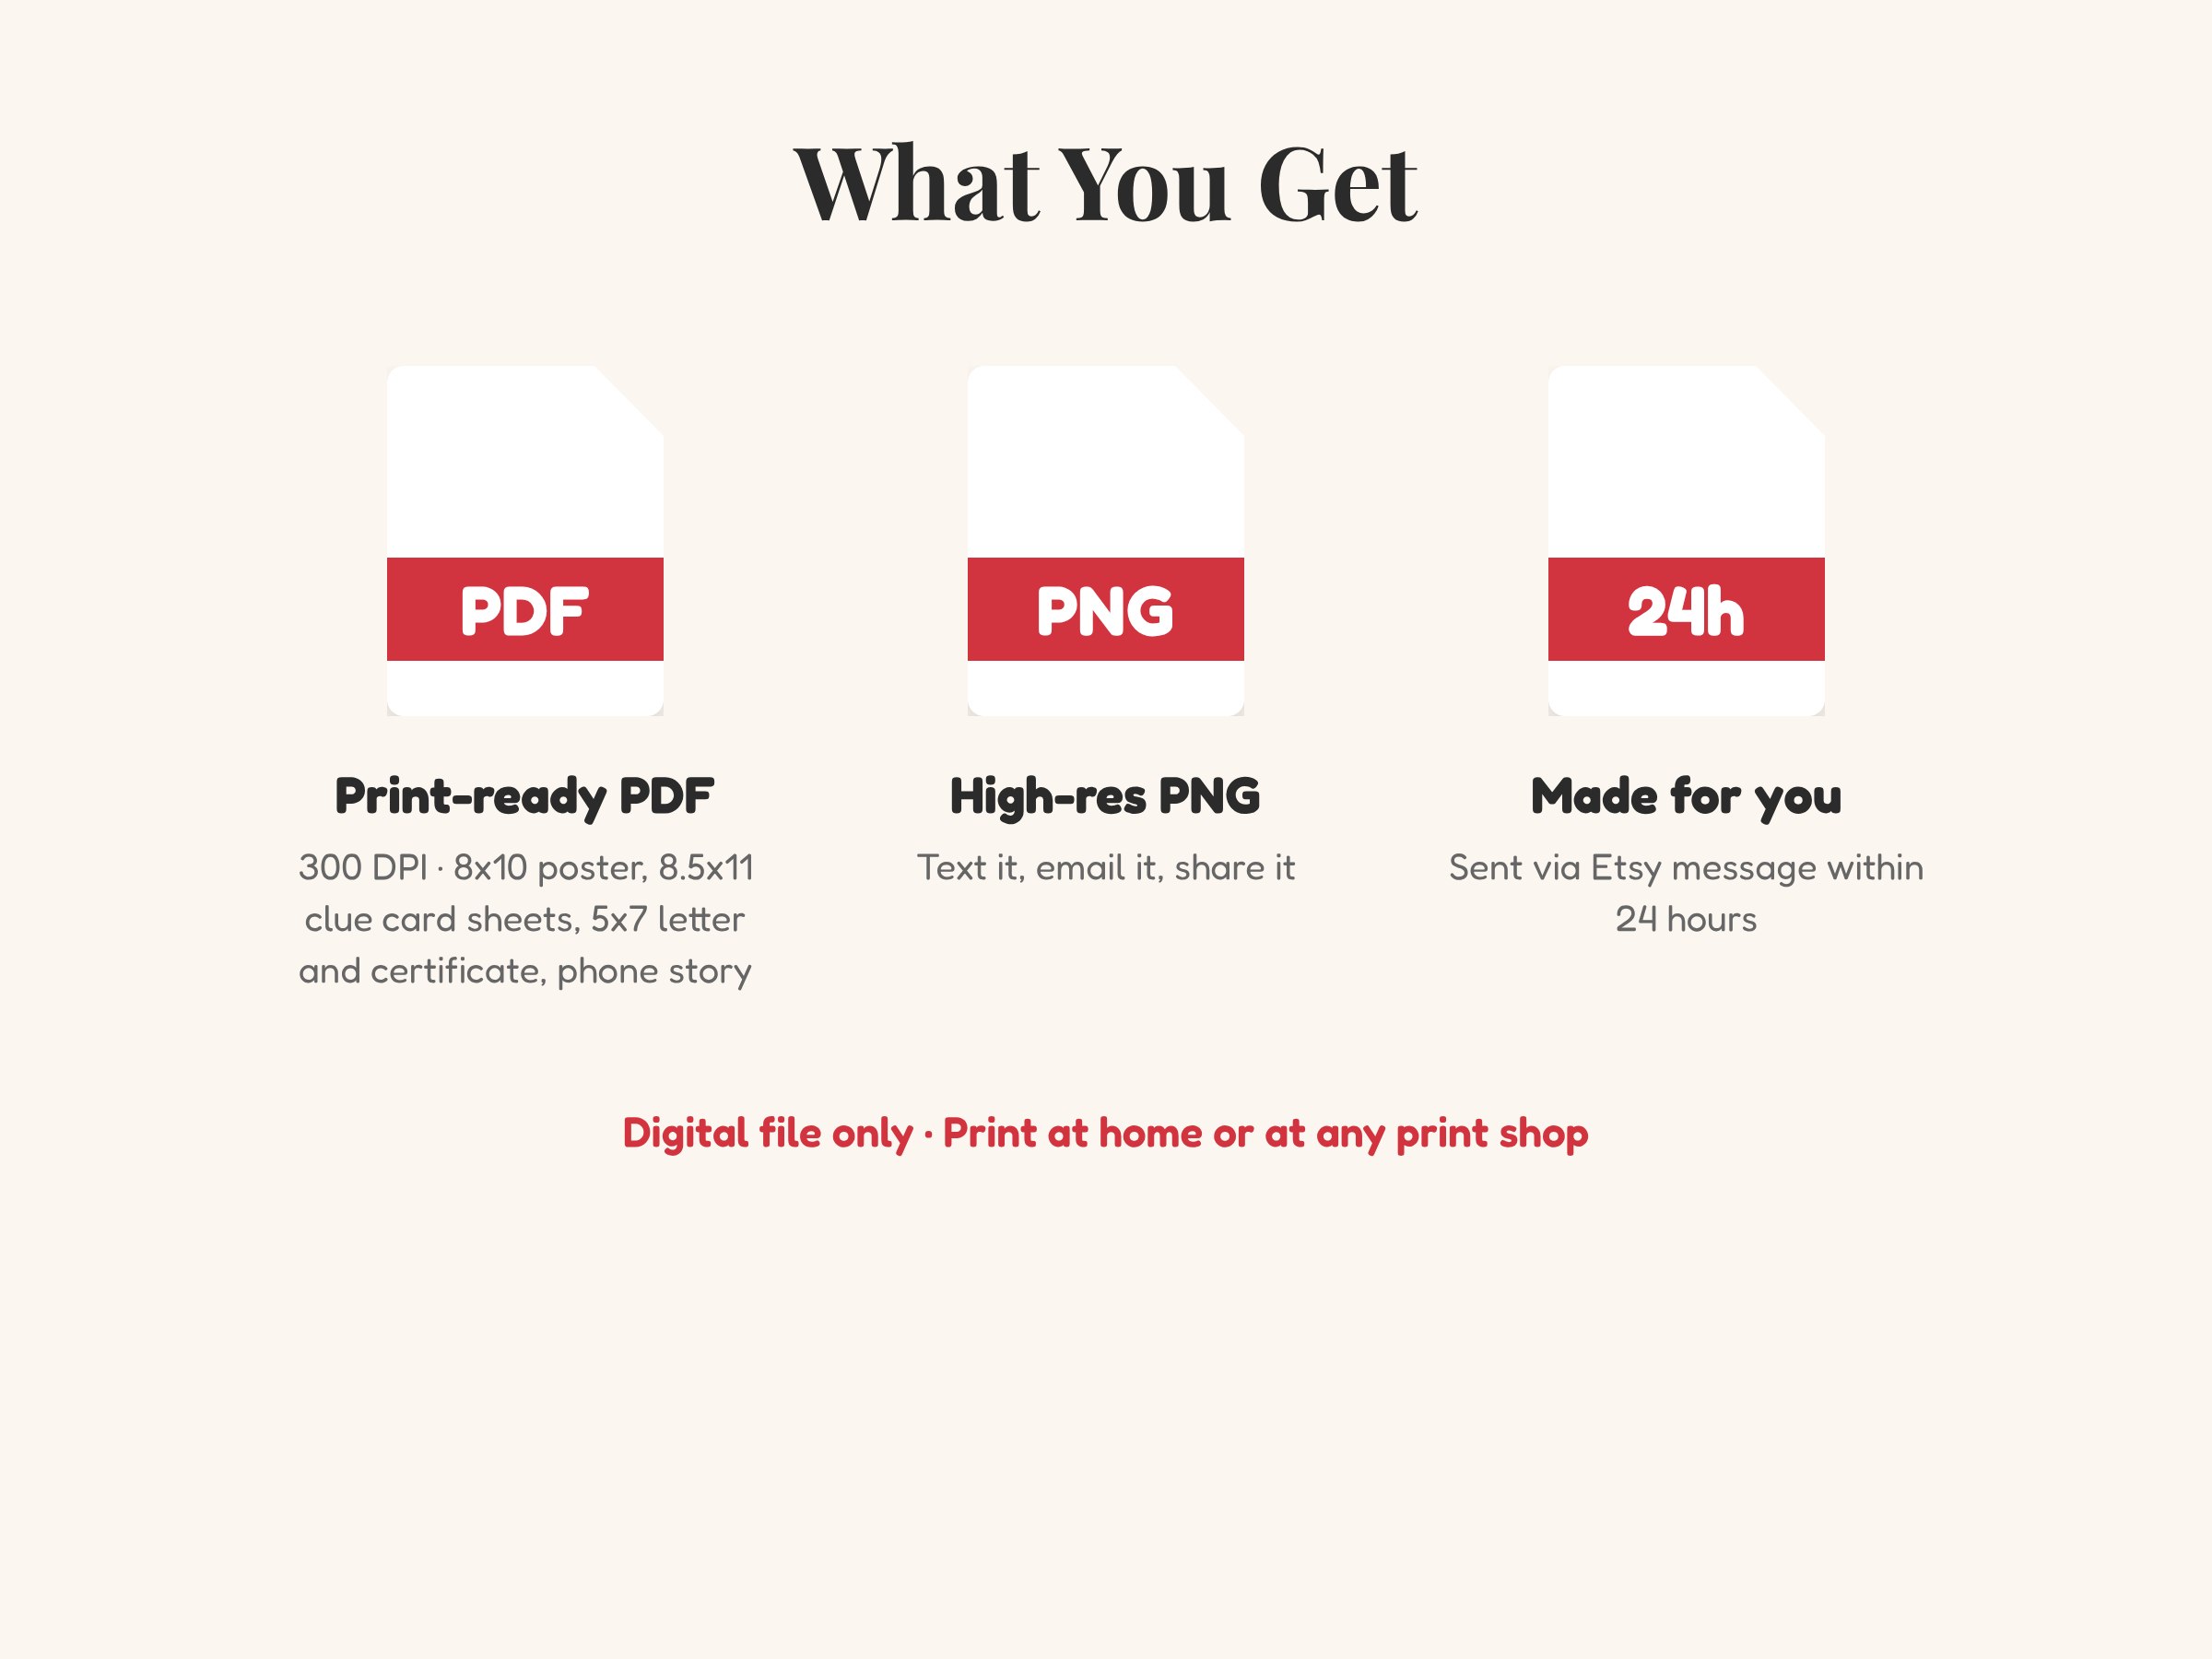 What You Get
PDF
PNG
24h
Print-ready PDF
300 DPI · 8x10 poster, 8.5x11
clue card sheets, 5x7 letter
and certificate, phone story
High-res PNG
Text it, email it, share it
Made for you
Sent via Etsy message within
24 hours
Digital file only · Print at home or at any print shop